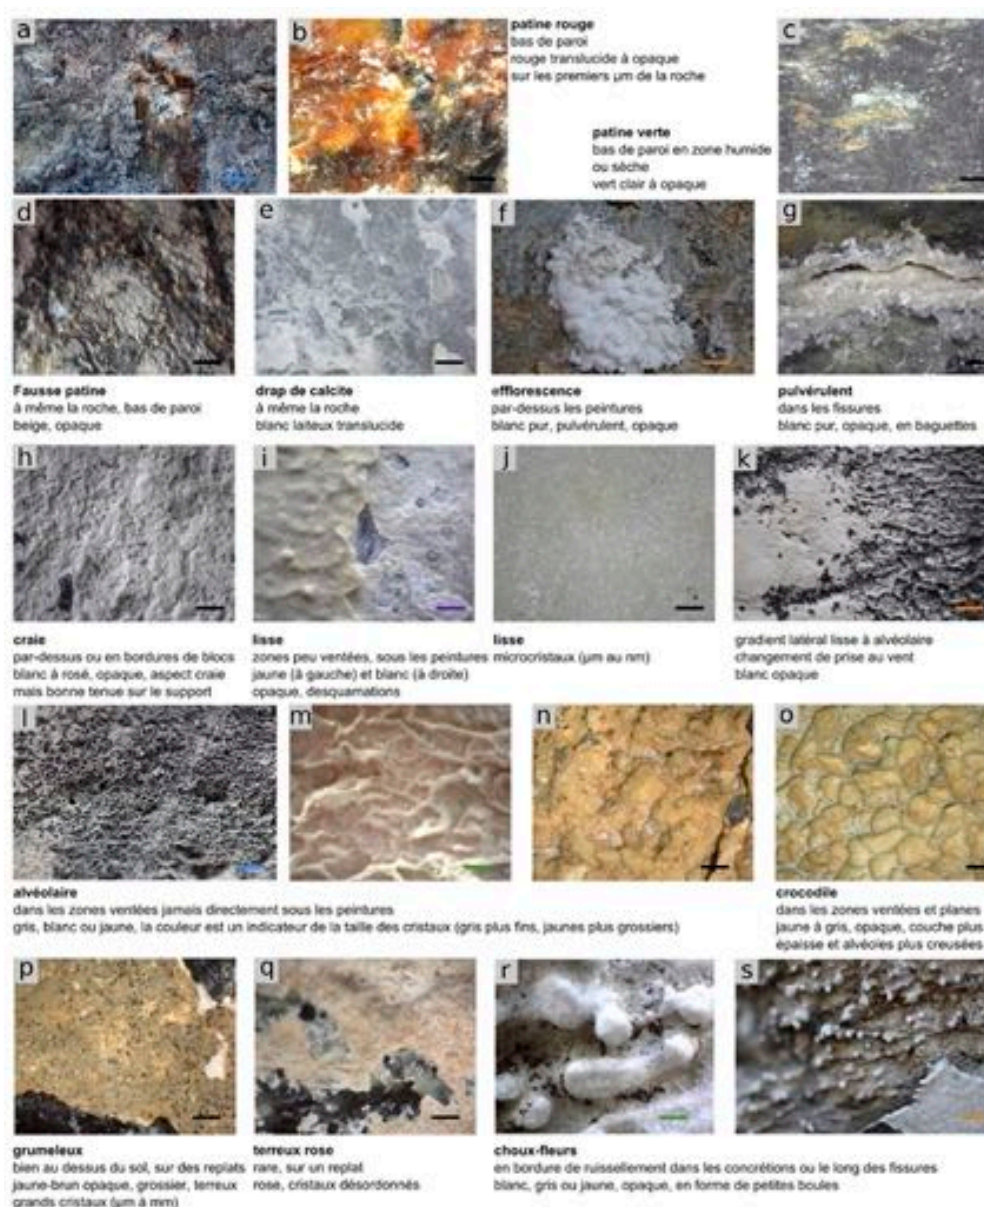 a
b
patine rouge
bas de paroi
rouge translucide à opaque
sur les premiers µm de la roche
patine verte
bas de paroi en zone humide
ou sèche
vert clair à opaque
c
d
e
f
g
Fausse patine
à même la roche, bas de paroi
beige, opaque
drap de calcite
à même la roche
blanc laiteux translucide
efflorescence
par-dessus les peintures
blanc pur, pulvérulent, opaque
pulvérulent
dans les fissures
blanc pur, opaque, en baguettes
h
i
j
k
craie
par-dessus ou en bordures de blocs
blanc à rosé, opaque, aspect craie
mais bonne tenue sur le support
lisse
zones peu ventées, sous les peintures
jaune (à gauche) et blanc (à droite)
opaque, desquamations
lisse
microcristaux (µm au nm)
gradient latéral lisse à alvéolaire
changement de prise au vent
blanc opaque
l
m
n
o
alvéolaire
dans les zones ventées jamais directement sous les peintures
gris, blanc ou jaune, la couleur est un indicateur de la taille des cristaux (gris plus fins, jaunes plus grossiers)
crocodile
dans les zones ventées et planes
jaune à gris, opaque, couche plus
épaisse et alvéoles plus creusées
p
q
r
s
grumeleux
bien au dessus du sol, sur des replats
jaune-brun opaque, grossier, terreux
grands cristaux (µm à mm)
terreux rose
rare, sur un replat
rose, cristaux désordonnés
choux-fleurs
en bordure de ruissellement dans les concrétions ou le long des fissures
blanc, gris ou jaune, opaque, en forme de petites boules